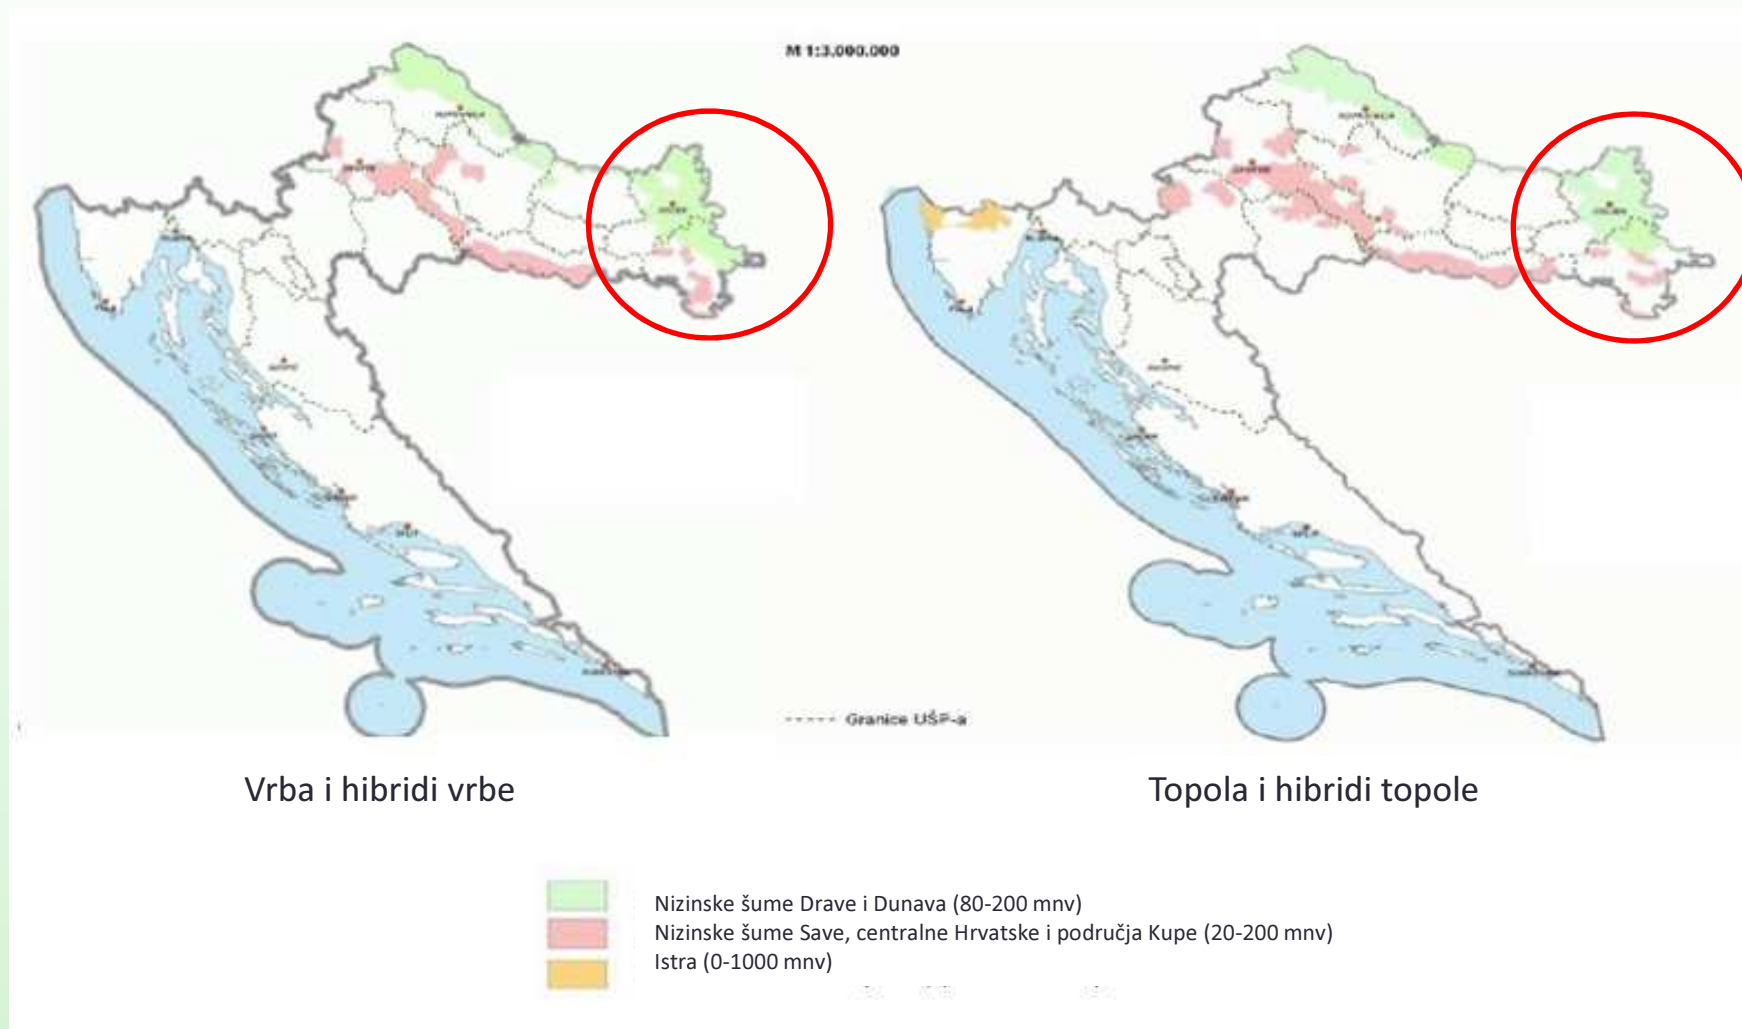 M 1:3.000.000
Granice UŠP-a
Vrba i hibridi vrbe
Topola i hibridi topole
Nizinske šume Drave i Dunava (80-200 mnv)
Nizinske šume Save, centralne Hrvatske i područja Kupe (20-200 mnv)
Istra (0-1000 mnv)